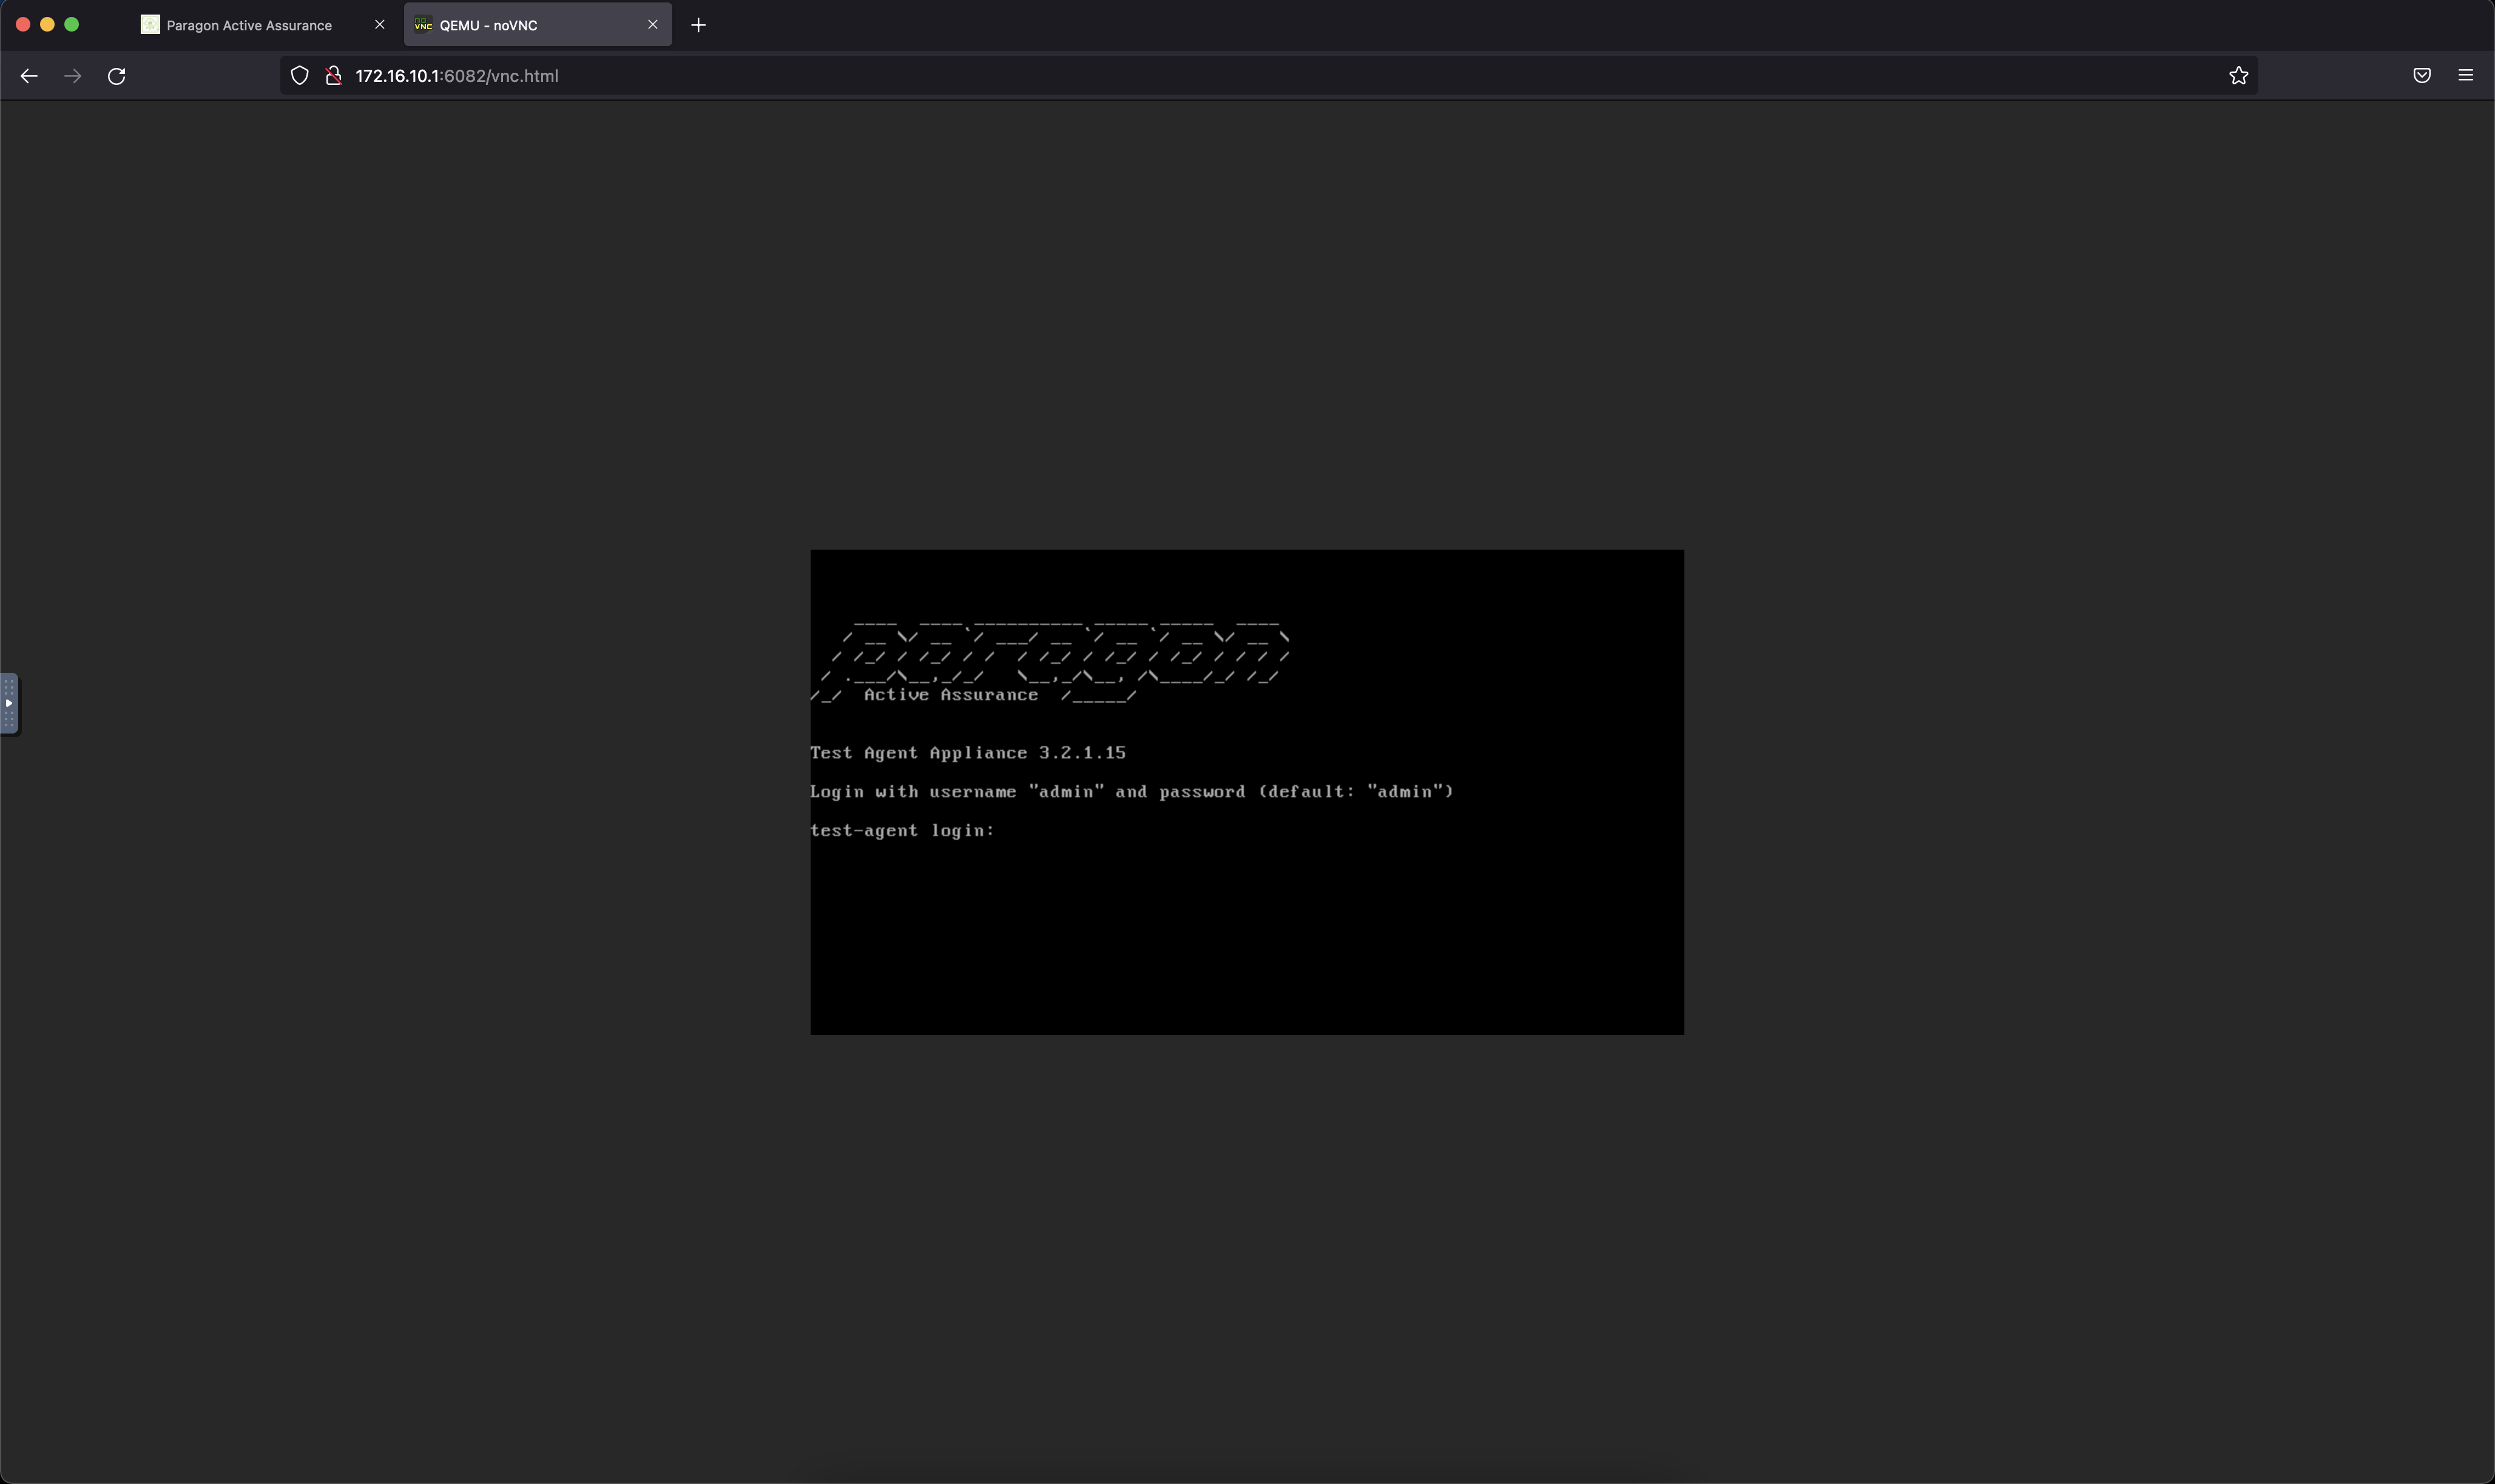 Paragon Active Assurance
QEMU - noVNC
172.16.10.1:6082/vnc.html
paragon
Active Assurance
Test Agent Appliance 3.2.1.15
Login with username "admin" and password (default: "admin")
test-agent login: